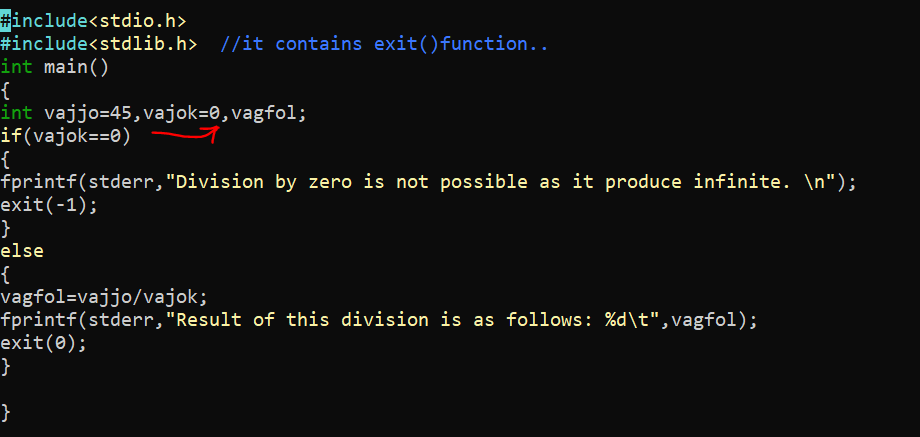 #include<stdio.h>
#include<stdlib.h>  //it contains exit()function..
int main()
{
int vajjo=45,vajok=0,vagfol;
if(vajok==0)
{
fprintf(stderr,"Division by zero is not possible as it produce infinite. \n");
exit(-1);
}
else
{
vagfol=vajjo/vajok;
fprintf(stderr,"Result of this division is as follows: %d\t",vagfol);
exit(0);
}
}